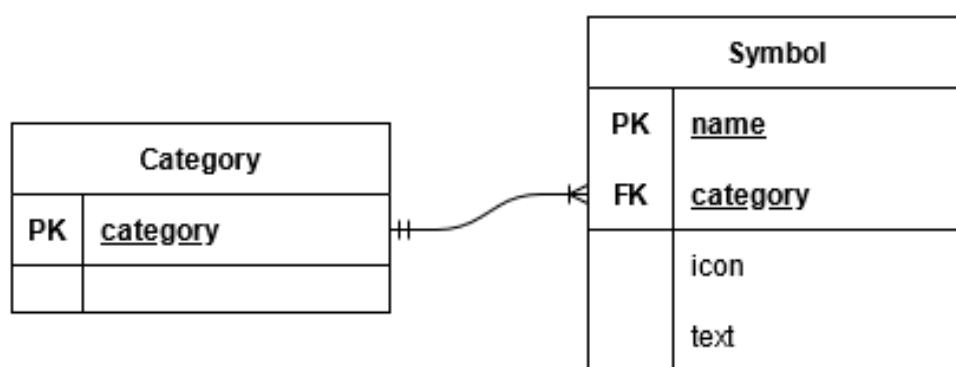 Category
PK category
Symbol
PK name
FK category
icon
text